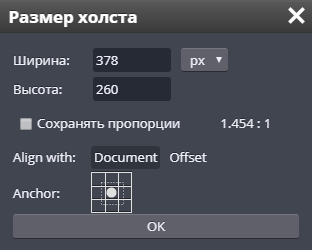 Размер холста
Ширина: 378 px
Высота: 260
Сохранять пропорции 1.454 : 1
Align with: Document Offset
Anchor:
OK